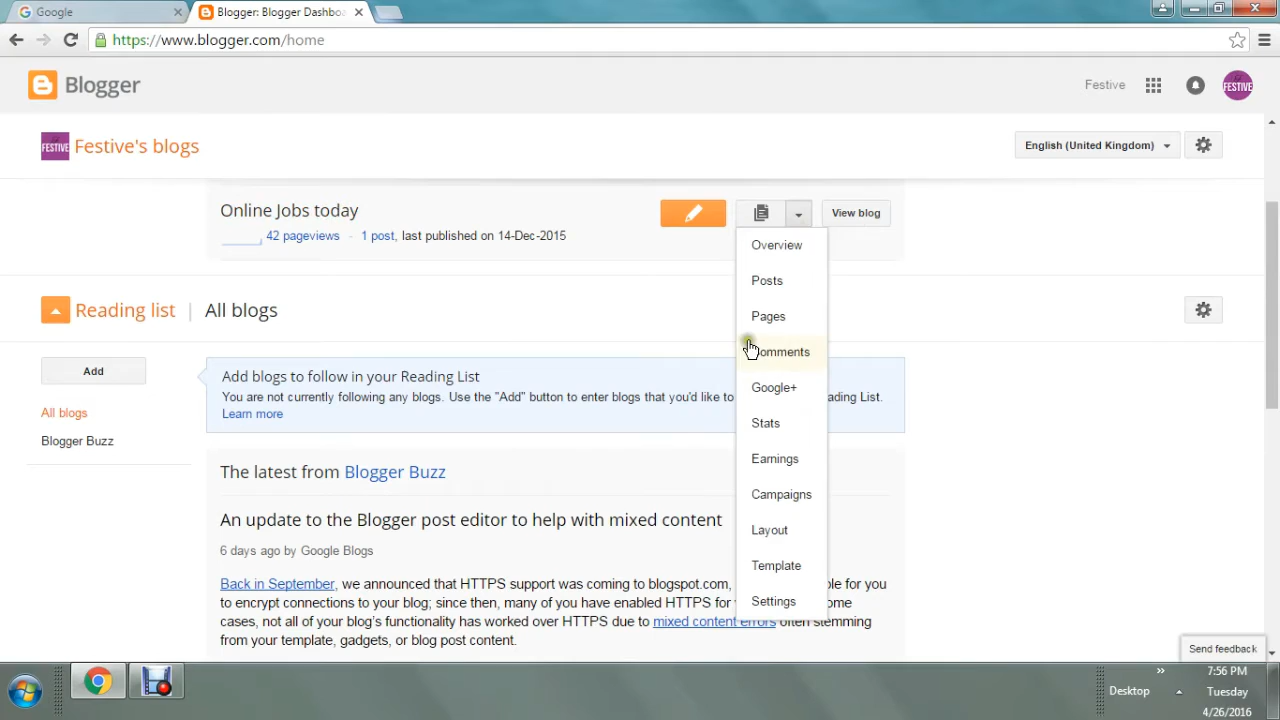 Google
Blogger: Blogger Dashboa
https://www.blogger.com/home
Blogger
Festive
FESTIVE
FESTIVE
Festive's blogs
English (United Kingdom)
Online Jobs today
View blog
42 pageviews - 1 post, last published on 14-Dec-2015
Overview
Posts
Pages
Comments
Google+
Stats
Earnings
Campaigns
Layout
Template
Settings
Reading list | All blogs
Add
All blogs
Blogger Buzz
Add blogs to follow in your Reading List
You are not currently following any blogs. Use the "Add" button to enter blogs that you'd like to ading List.
Learn more
The latest from Blogger Buzz
An update to the Blogger post editor to help with mixed content
6 days ago by Google Blogs
Back in September, we announced that HTTPS support was coming to blogspot.com, ble for you
to encrypt connections to your blog; since then, many of you have enabled HTTPS for ome
cases, not all of your blog's functionality has worked over HTTPS due to mixed content errors often stemming
from your template, gadgets, or blog post content.
Send feedback
Desktop
7:56 PM
Tuesday
4/26/2016